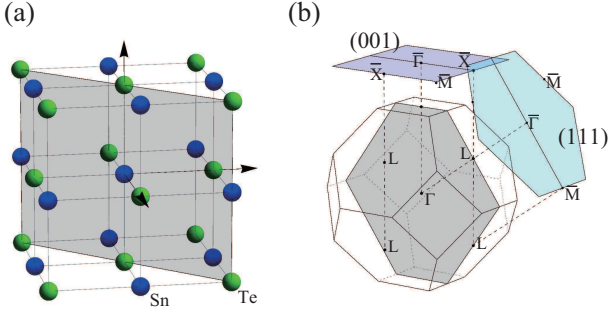 (a)
Sn
Te
(b)
(001)
X̅ Γ̅ X̅
M̅
M̅
Γ̅
(111)
L L
Γ
M̅
L L